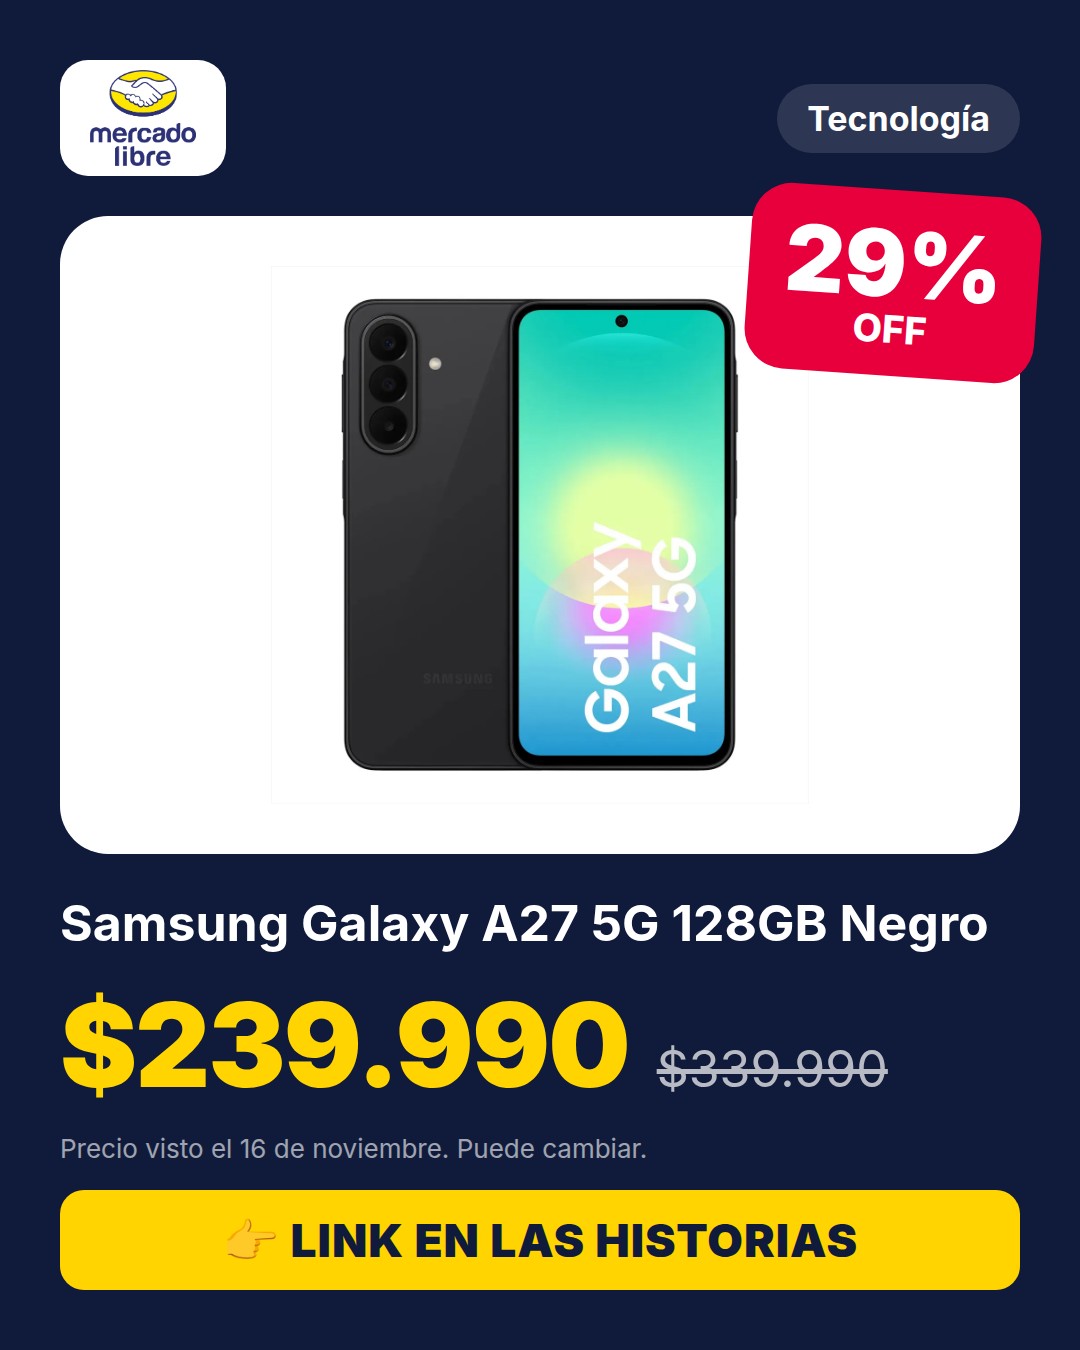 mercado
libre
Tecnología
29%
OFF
Galaxy
A27 5G
SAMSUNG
Samsung Galaxy A27 5G 128GB Negro
$239.990 $339.990
Precio visto el 16 de noviembre. Puede cambiar.
👉 LINK EN LAS HISTORIAS